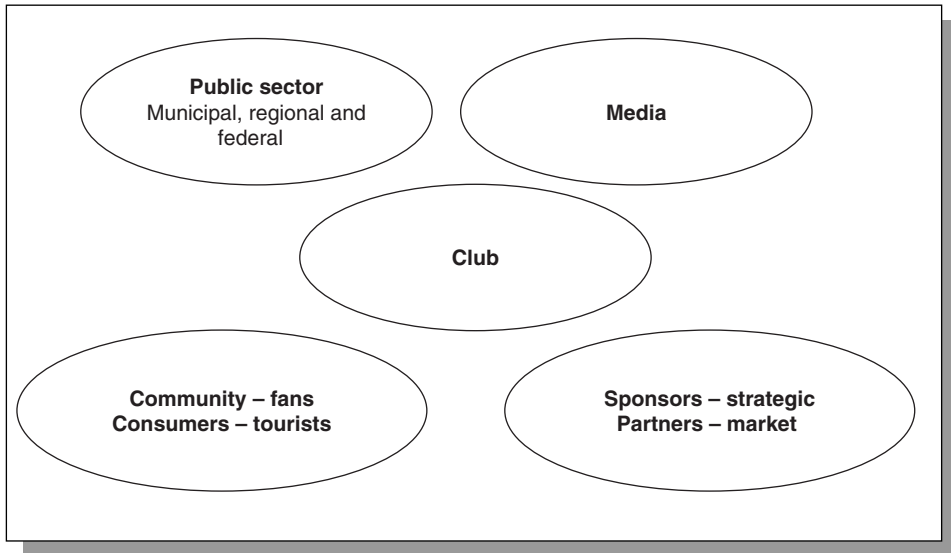 Public sector
Municipal, regional and
federal
Media
Club
Community – fans
Consumers – tourists
Sponsors – strategic
Partners – market